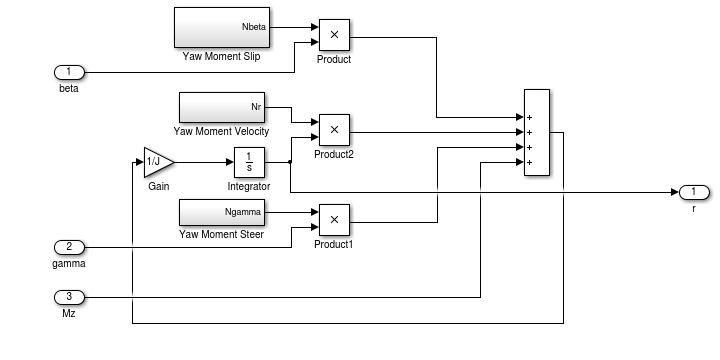 Nbeta
×
Yaw Moment Slip
Product
1
beta
Nr
×
Yaw Moment Velocity
Product2
1/J
Gain
1
s
Integrator
+
+
+
+
1
r
Ngamma
×
Yaw Moment Steer
Product1
2
gamma
3
Mz